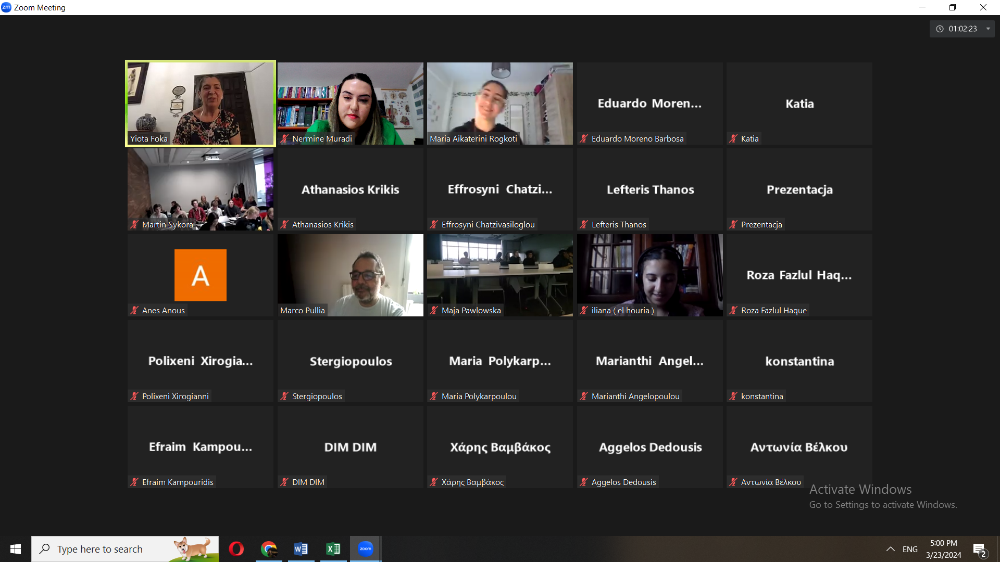 zm Zoom Meeting
01:02:23
Yiota Foka
Nermine Muradi
Maria Aikaterini Rogkoti
Eduardo Moren...
Eduardo Moreno Barbosa
Katia
Katia
Martin Sykora
Athanasios Krikis
Athanasios Krikis
Effrosyni Chatzi...
Effrosyni Chatzivasiloglou
Lefteris Thanos
Lefteris Thanos
Prezentacja
Prezentacja
A
Anes Anous
Marco Pullia
Maja Pawlowska
iliana ( el houria )
Roza Fazlul Haq...
Roza Fazlul Haque
Polixeni Xirogia...
Polixeni Xirogianni
Stergiopoulos
Stergiopoulos
Maria Polykarp...
Maria Polykarpoulou
Marianthi Angel...
Marianthi Angelopoulou
konstantina
konstantina
Efraim Kampou...
Efraim Kampouridis
DIM DIM
DIM DIM
Χάρης Βαμβάκος
Χάρης Βαμβάκος
Aggelos Dedousis
Aggelos Dedousis
Αντωνία Βέλκου
Αντωνία Βέλκου
Activate Windows
Go to Settings to activate Windows.
Type here to search
zoom
ENG
5:00 PM
3/23/2024
2